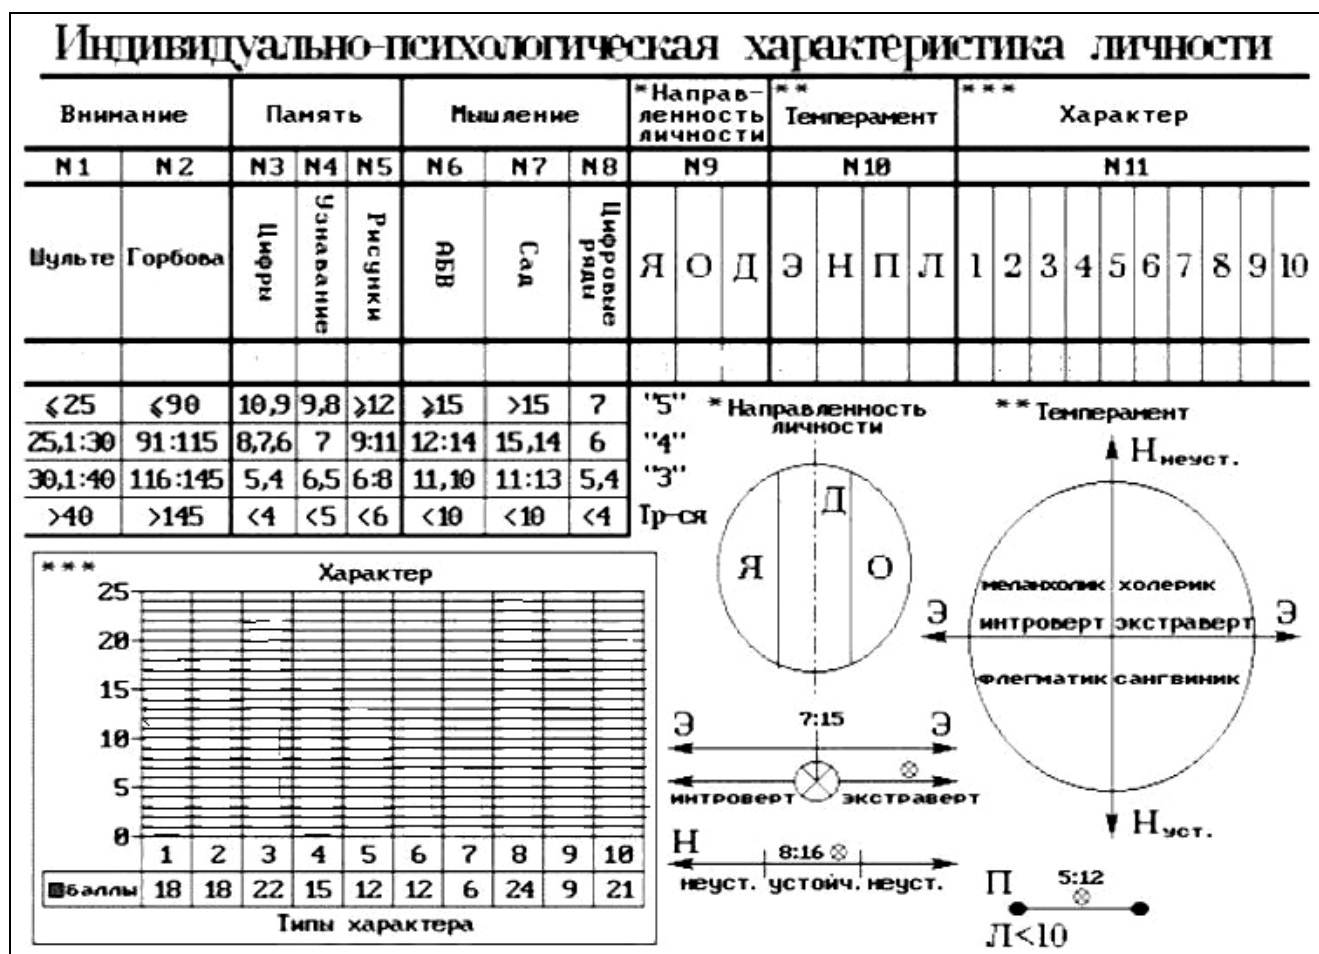 Индивидуально-психологическая характеристика личности
Внимание Память Мышление *Направ-ленность личности **Темперамент ***Характер
N1 N2 N3 N4 N5 N6 N7 N8 N9 N10 N11
Шульте Горбова Цифры Узнавание Рисунки АБВ Сад Цифровые ряды Я О Д Э Н П Л 1 2 3 4 5 6 7 8 9 10
⩽25 ⩽90 10,9 9,8 ⩾12 ⩾15 >15 7 "5"
25,1:30 91:115 8,7,6 7 9:11 12:14 15,14 6 "4"
30,1:40 116:145 5,4 6,5 6:8 11,10 11:13 5,4 "3"
>40 >145 <4 <5 <6 <10 <10 <4 Тр-ся
*Направленность
личности
Д
Я О
**Темперамент
Н неуст.
меланхолик холерик
Э Э
интроверт экстраверт
флегматик сангвиник
Н уст.
***
Характер
25
20
15
10
5
0
1 2 3 4 5 6 7 8 9 10
баллы 18 18 22 15 12 12 6 24 9 21
Типы характера
Э 7:15 Э
интроверт экстраверт
Н 8:16
неуст. устойч. неуст.
П 5:12
Л<10